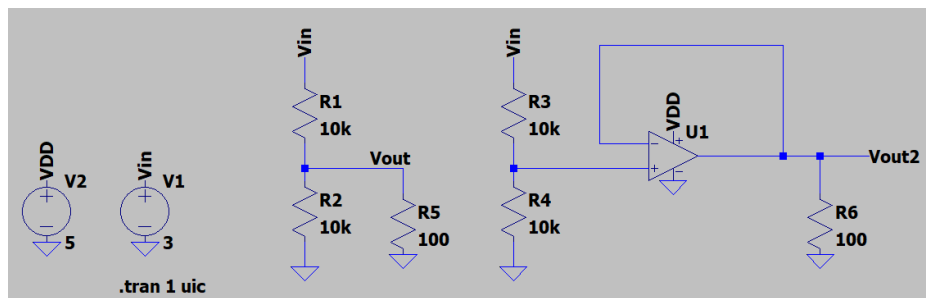 VDD
V2
5
Vin
V1
3
.tran 1 uic
Vin
R1
10k
Vout
R2
10k
R5
100
Vin
R3
10k
R4
10k
VDD
U1
Vout2
R6
100